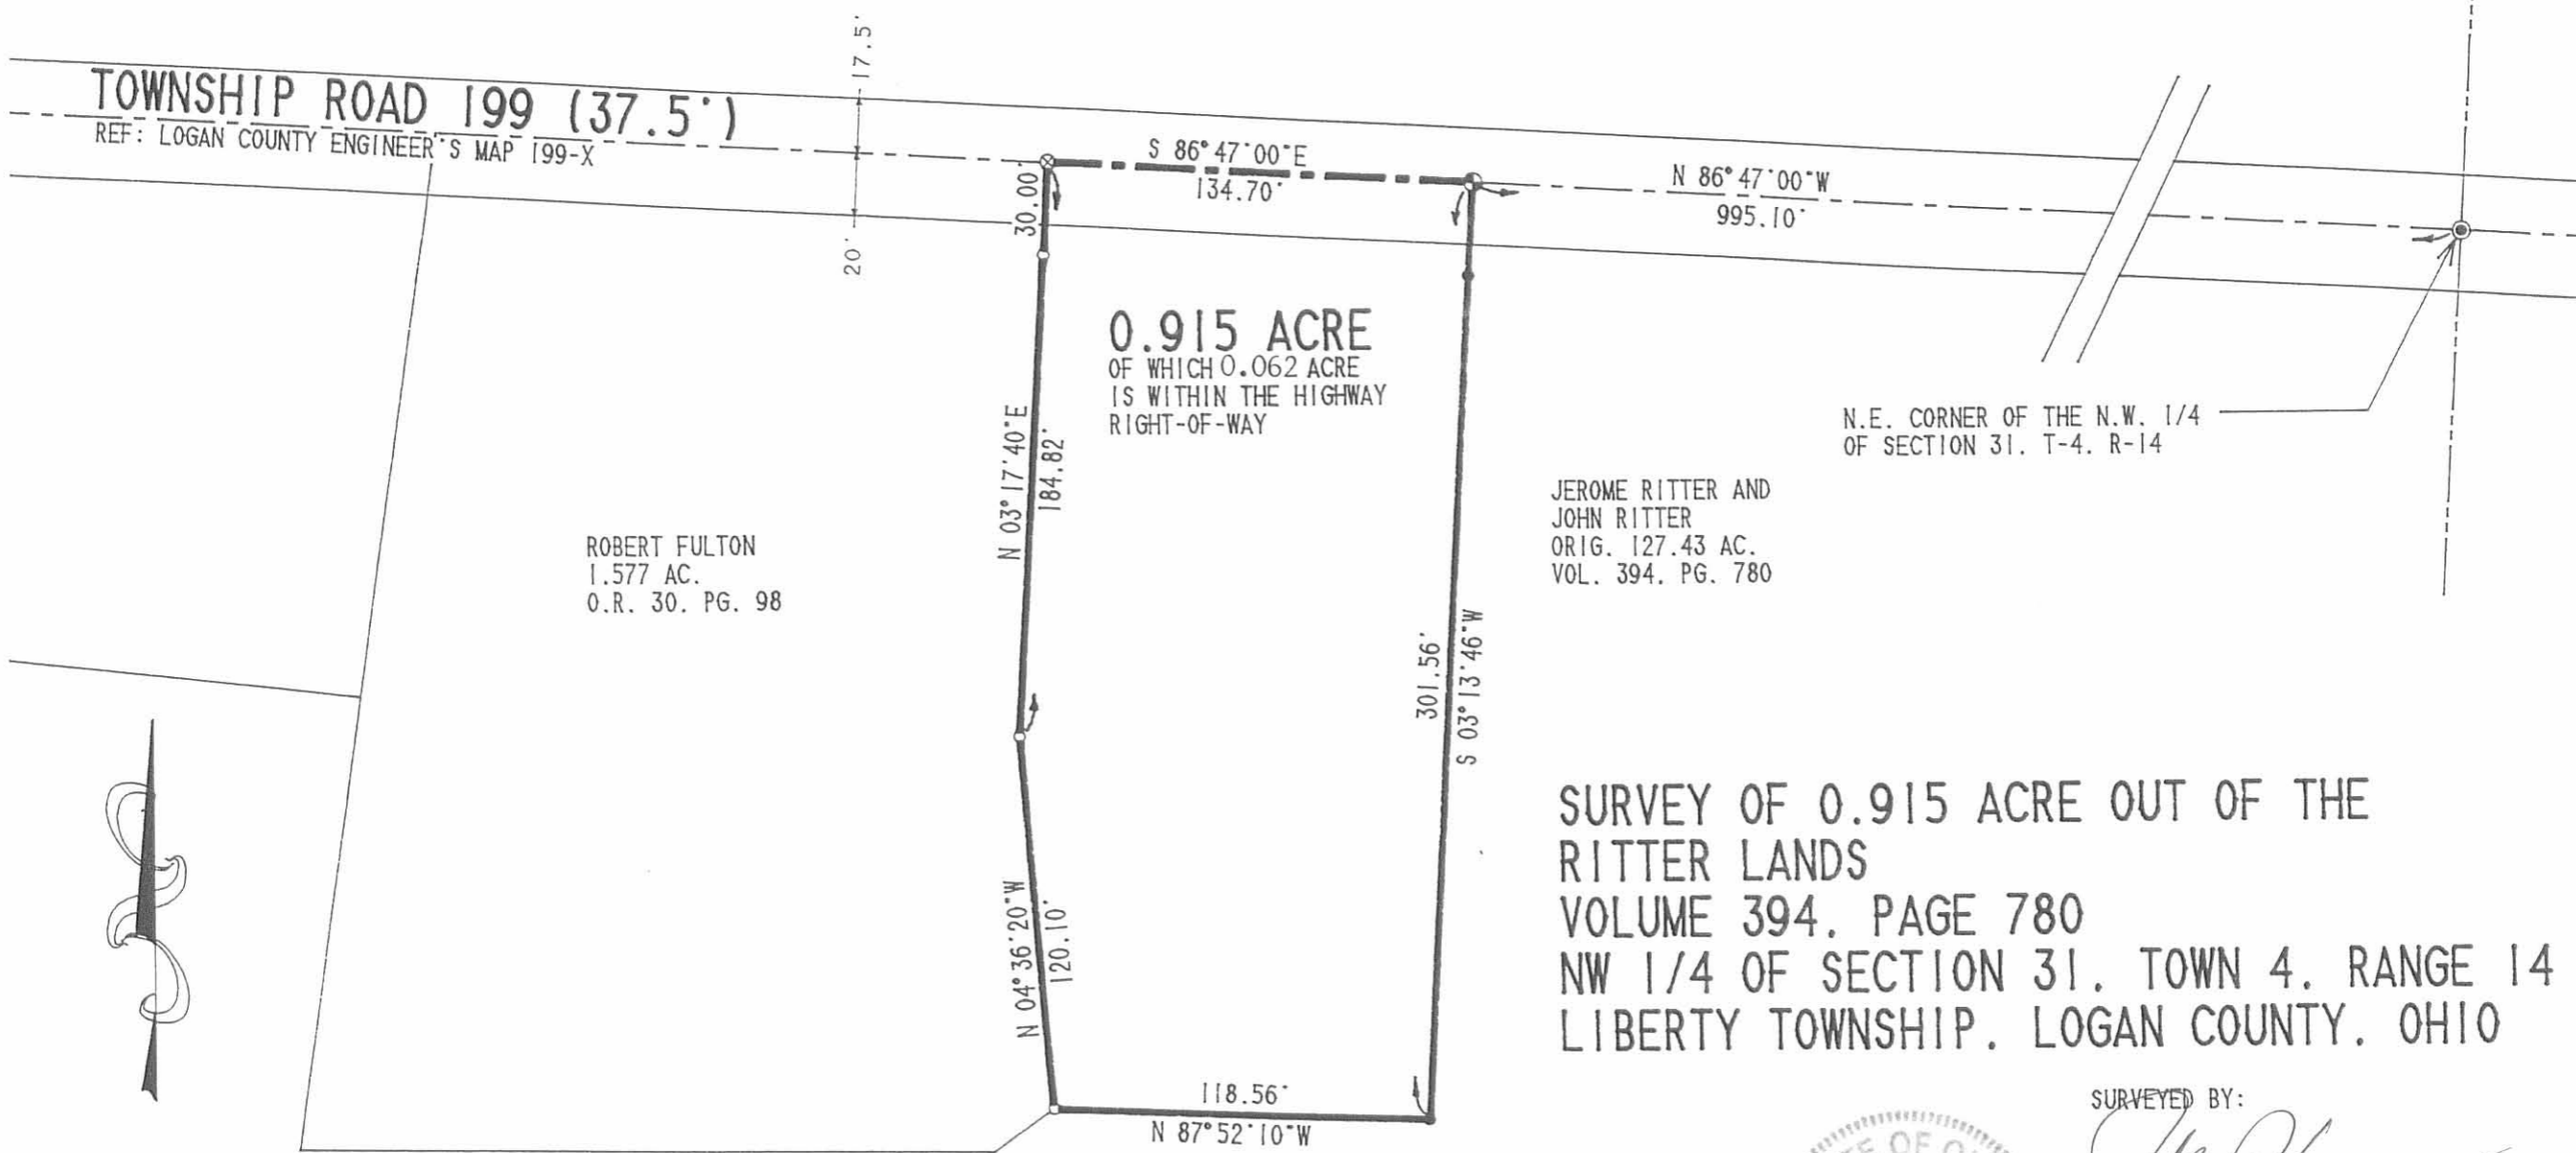 17.5'
TOWNSHIP ROAD 199 (37.5')
REF: LOGAN COUNTY ENGINEER'S MAP 199-X
20'
30.00'
S 86°47'00"E
134.70'
N 86°47'00"W
995.10'
0.915 ACRE
OF WHICH 0.062 ACRE
IS WITHIN THE HIGHWAY
RIGHT-OF-WAY
N.E. CORNER OF THE N.W. 1/4
OF SECTION 31. T-4. R-14
N 03°17'40"E
184.82'
JEROME RITTER AND
JOHN RITTER
ORIG. 127.43 AC.
VOL. 394. PG. 780
ROBERT FULTON
1.577 AC.
O.R. 30. PG. 98
301.56'
S 03°13'46"W
N 04°36'20"W
120.10'
118.56'
N 87°52'10"W
SURVEY OF 0.915 ACRE OUT OF THE
RITTER LANDS
VOLUME 394. PAGE 780
NW 1/4 OF SECTION 31. TOWN 4. RANGE 14
LIBERTY TOWNSHIP. LOGAN COUNTY. OHIO
SURVEYED BY:
OF